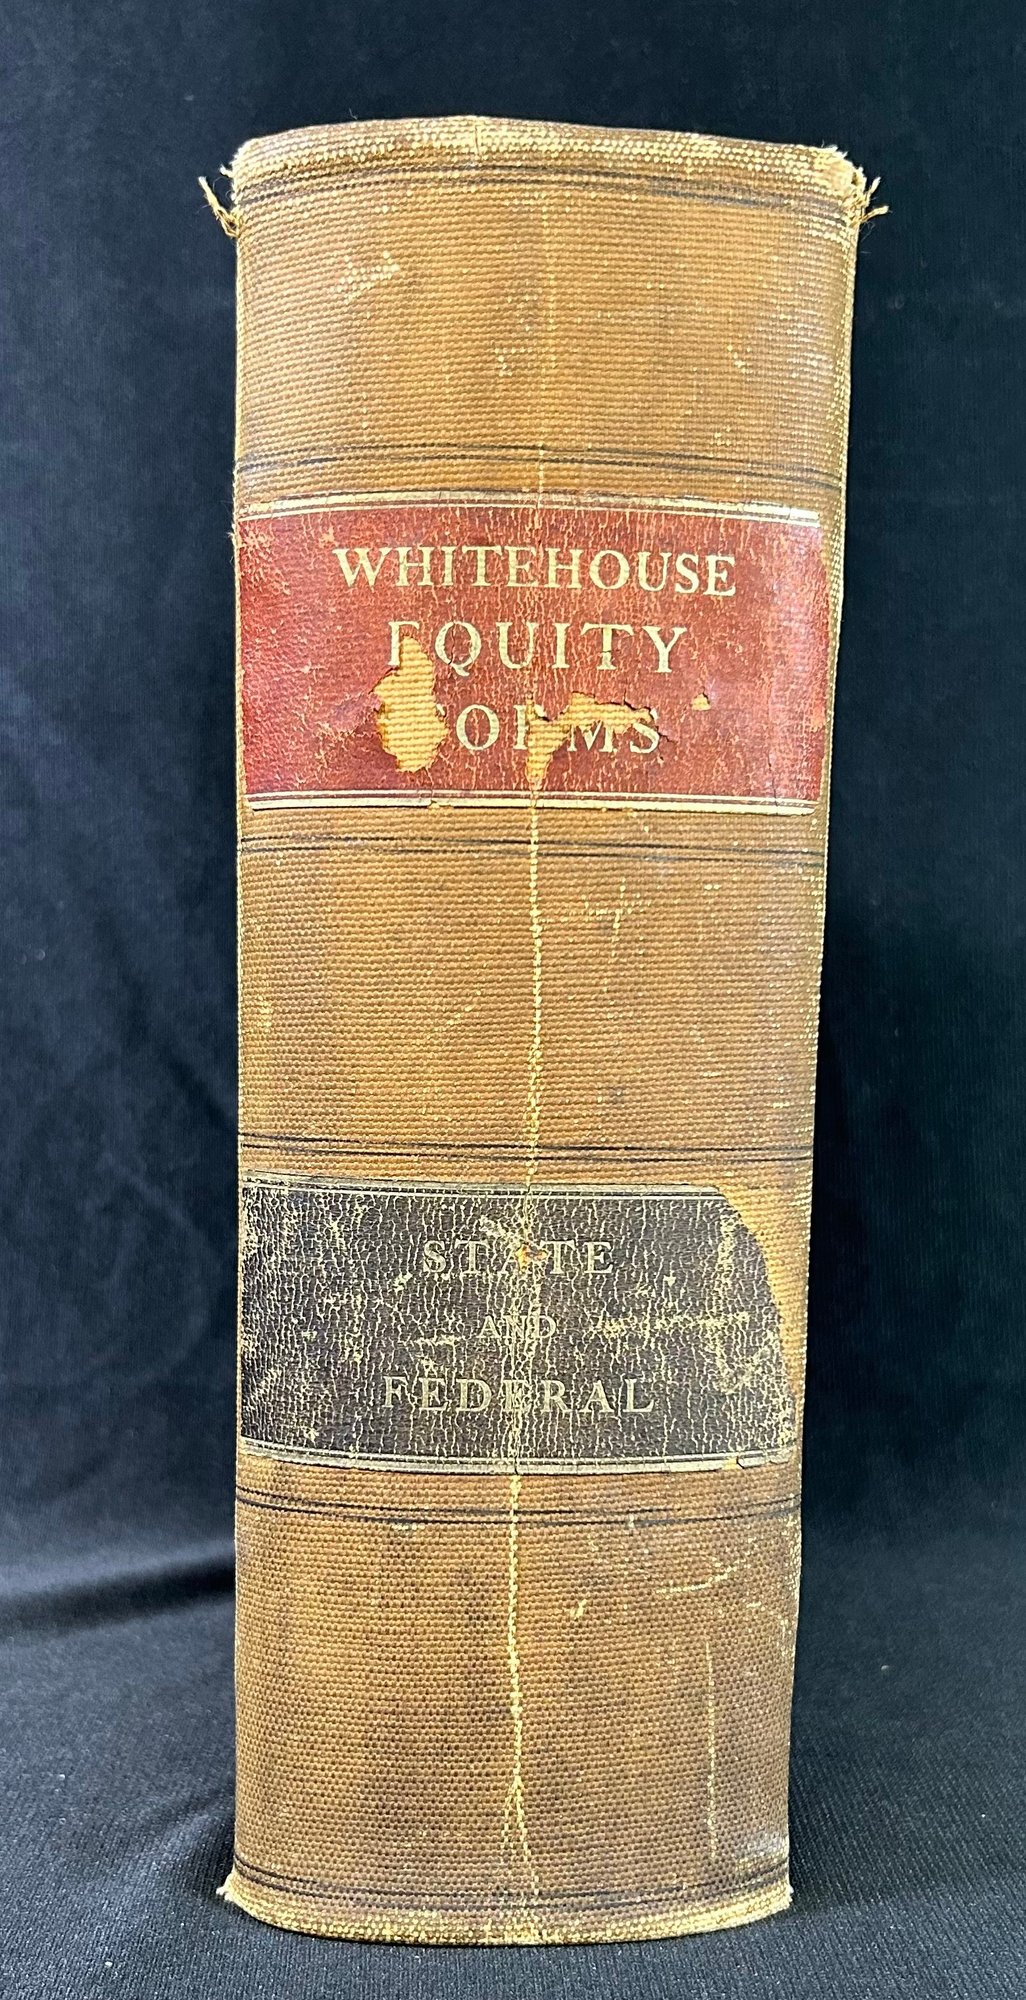 WHITEHOUSE
EQUITY
FORMS
STATE
AND
FEDERAL